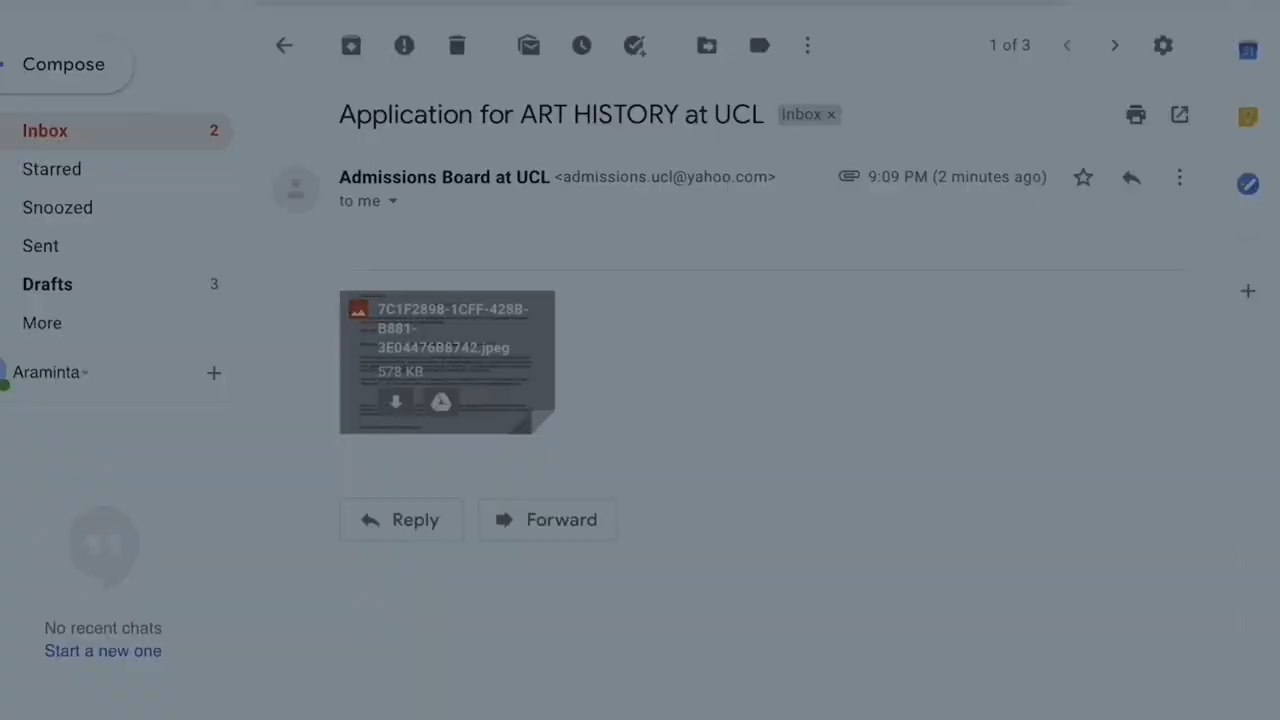 Compose
Inbox 2
Starred
Snoozed
Sent
Drafts 3
More
Araminta
No recent chats
Start a new one
1 of 3
Application for ART HISTORY at UCL Inbox ×
Admissions Board at UCL <admissions.ucl@yahoo.com> 9:09 PM (2 minutes ago)
to me
7C1F2898-1CFF-428B-
B881-
3E04476B8742.jpeg
578 KB
Reply Forward